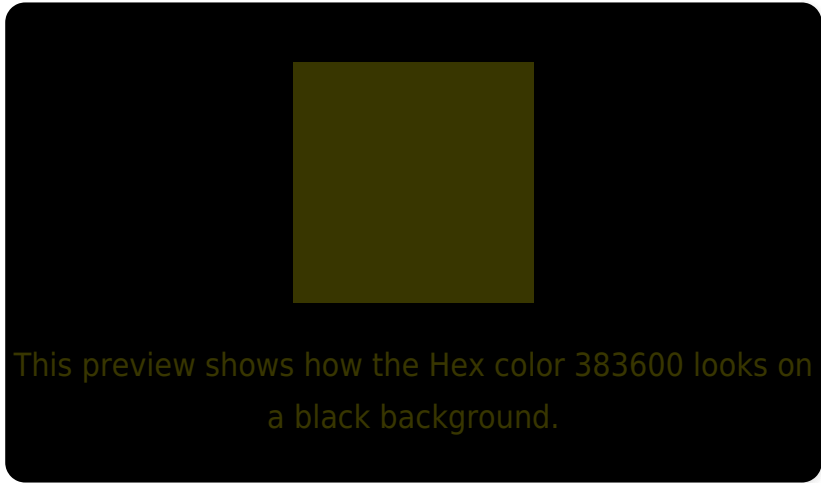 This preview shows how the Hex color 383600 looks on
a black background.